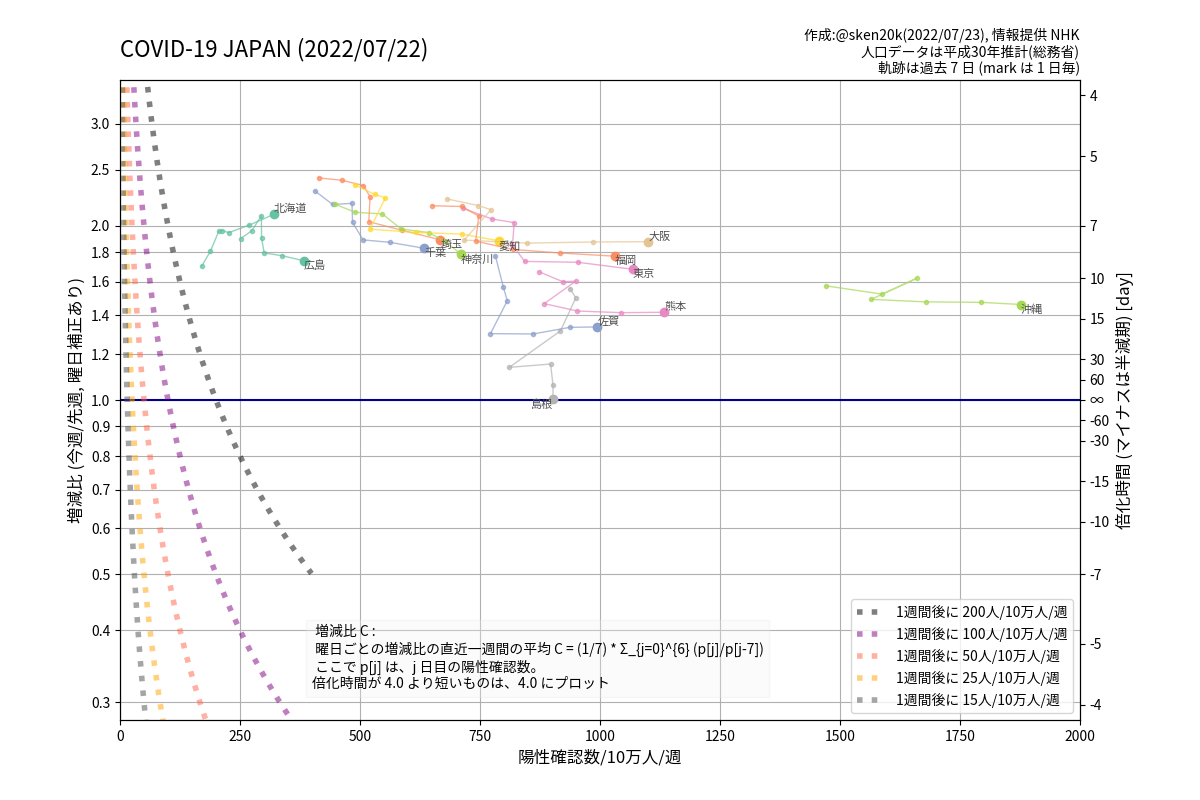 COVID-19 JAPAN (2022/07/22)
作成:@sken20k(2022/07/23), 情報提供 NHK
人口データは平成30年推計(総務省)
軌跡は過去 7 日 (mark は 1 日毎)
増減比 (今週/先週, 曜日補正あり)
3.0
2.5
2.0
1.8
1.6
1.4
1.2
1.0
0.9
0.8
0.7
0.6
0.5
0.4
0.3
北海道
広島
千葉
埼玉
神奈川
愛知
大阪
福岡
東京
熊本
佐賀
島根
沖縄
4
5
7
10
15
30
60
∞
-60
-30
-15
-10
-7
-5
-4
倍化時間 (マイナスは半減期) [day]
増減比 C :
曜日ごとの増減比の直近一週間の平均 C = (1/7) * Σ_{j=0}^{6} (p[j]/p[j-7])
ここで p[j] は、j 日目の陽性確認数。
倍化時間が 4.0 より短いものは、4.0 にプロット
1週間後に 200人/10万人/週
1週間後に 100人/10万人/週
1週間後に 50人/10万人/週
1週間後に 25人/10万人/週
1週間後に 15人/10万人/週
0 250 500 750 1000 1250 1500 1750 2000
陽性確認数/10万人/週